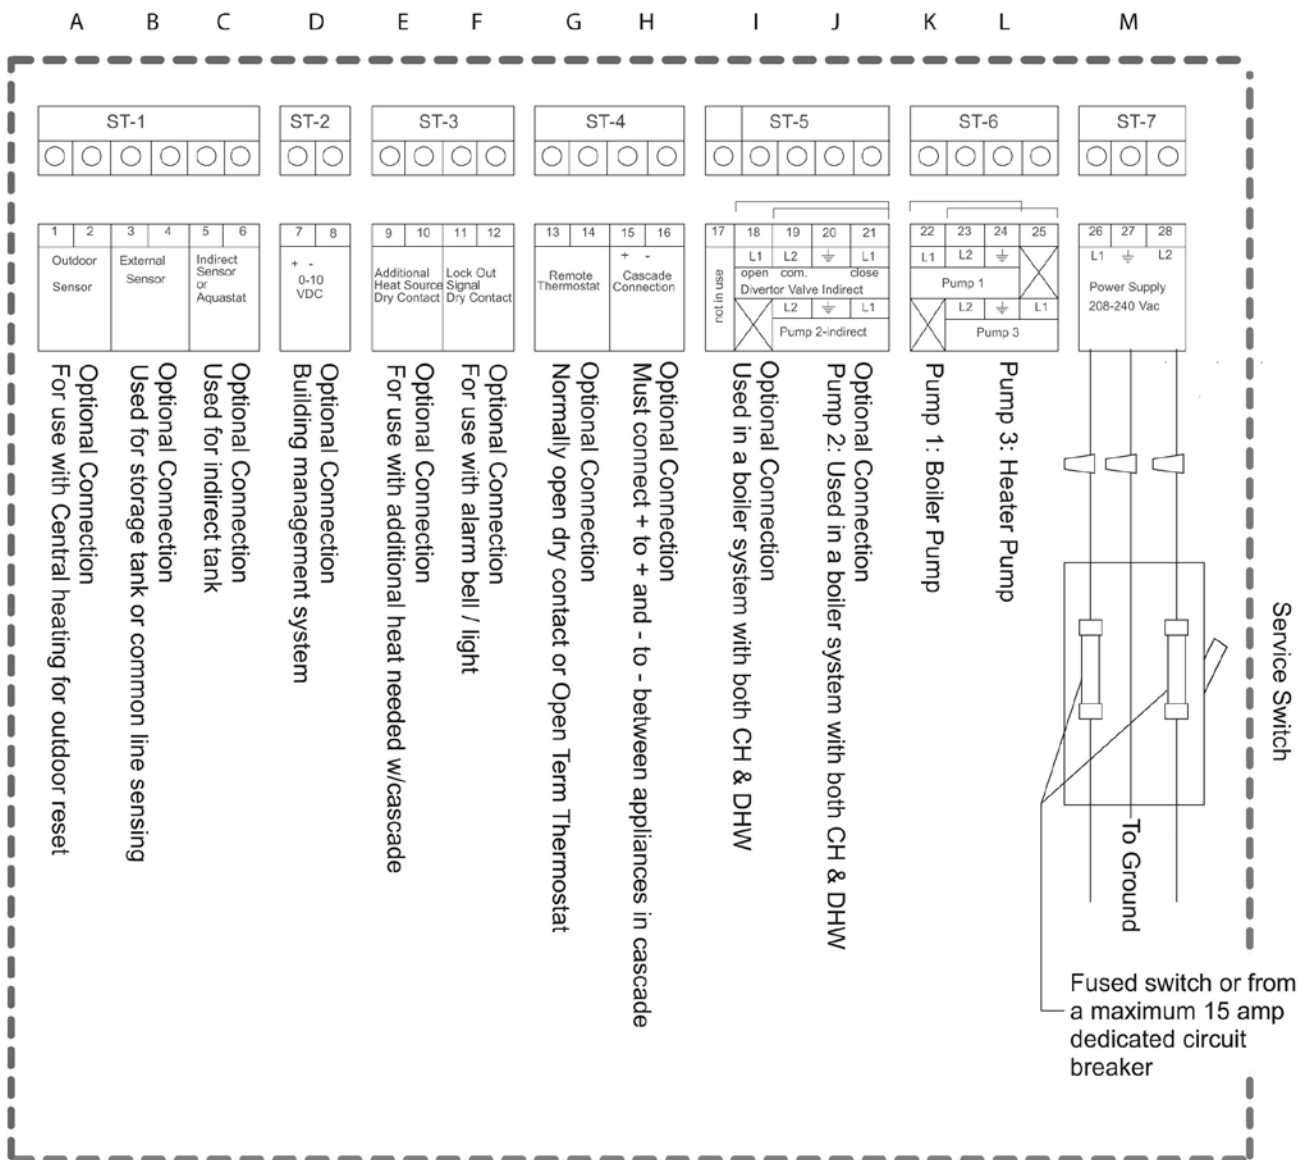 A B C D E F G H I J K L M
ST-1 ST-2 ST-3 ST-4 ST-5 ST-6 ST-7
1 2 3 4 5 6 7 8 9 10 11 12 13 14 15 16 17 18 19 20 21 22 23 24 25 26 27 28
Outdoor
Sensor
External
Sensor
Indirect
Sensor
or
Aquastat
+ -
0-10
VDC
Additional
Heat Source
Dry Contact
Lock Out
Signal
Dry Contact
Remote
Thermostat
+ -
Cascade
Connection
not in use
L1 L2 L1
open com. close
Divertor Valve Indirect
L2 L1
Pump 2-indirect
L1 L2
Pump 1
L2 L1
Pump 3
L1 L2
Power Supply
208-240 Vac
Optional Connection
For use with Central heating for outdoor reset
Optional Connection
Used for storage tank or common line sensing
Optional Connection
Used for indirect tank
Optional Connection
Building management system
Optional Connection
For use with additional heat needed w/cascade
Optional Connection
For use with alarm bell / light
Optional Connection
Normally open dry contact or Open Term Thermostat
Optional Connection
Must connect + to + and - to - between appliances in cascade
Optional Connection
Used in a boiler system with both CH & DHW
Optional Connection
Pump 2: Used in a boiler system with both CH & DHW
Pump 1: Boiler Pump
Pump 3: Heater Pump
To Ground
Service Switch
Fused switch or from
a maximum 15 amp
dedicated circuit
breaker